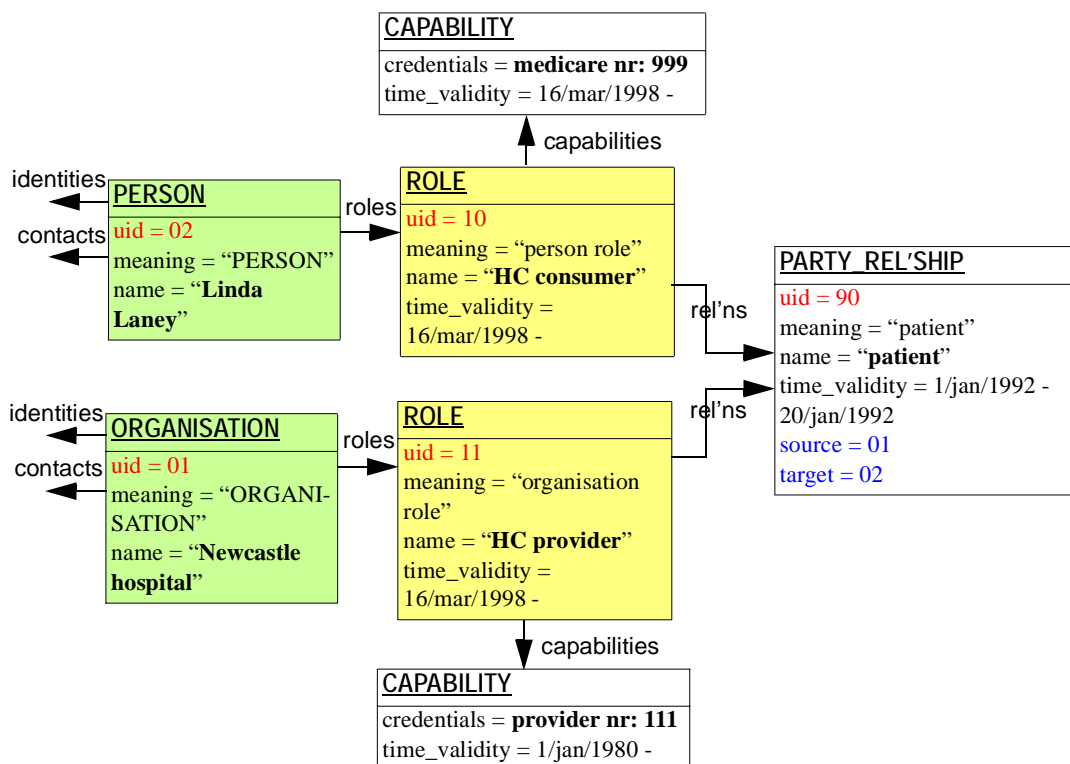 CAPABILITY
credentials = medicare nr: 999
time_validity = 16/mar/1998 -
capabilities
identities
contacts
PERSON
uid = 02
meaning = “PERSON”
name = “Linda
Laney”
roles
ROLE
uid = 10
meaning = “person role”
name = “HC consumer”
time_validity =
16/mar/1998 -
rel’ns
PARTY_REL’SHIP
uid = 90
meaning = “patient”
name = “patient”
time_validity = 1/jan/1992 -
20/jan/1992
source = 01
target = 02
identities
contacts
ORGANISATION
uid = 01
meaning = “ORGANI-
SATION”
name = “Newcastle
hospital”
roles
ROLE
uid = 11
meaning = “organisation
role”
name = “HC provider”
time_validity =
16/mar/1998 -
rel’ns
capabilities
CAPABILITY
credentials = provider nr: 111
time_validity = 1/jan/1980 -